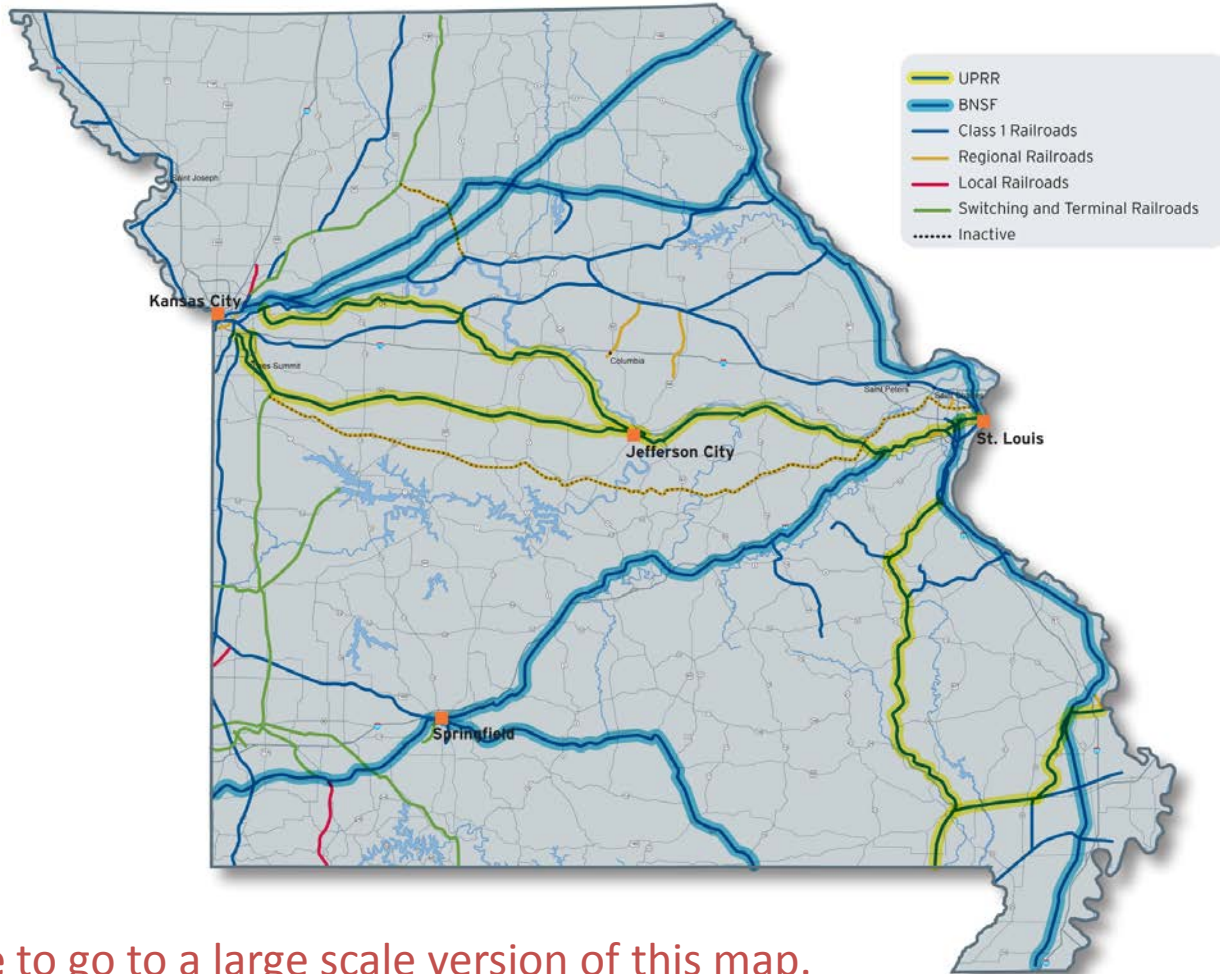 UPRR
BNSF
Class 1 Railroads
Regional Railroads
Local Railroads
Switching and Terminal Railroads
Inactive
Saint Joseph
Kansas City
Columbia
Saint Peters
St. Louis
Jefferson City
Springfield
e to go to a large scale version of this map.